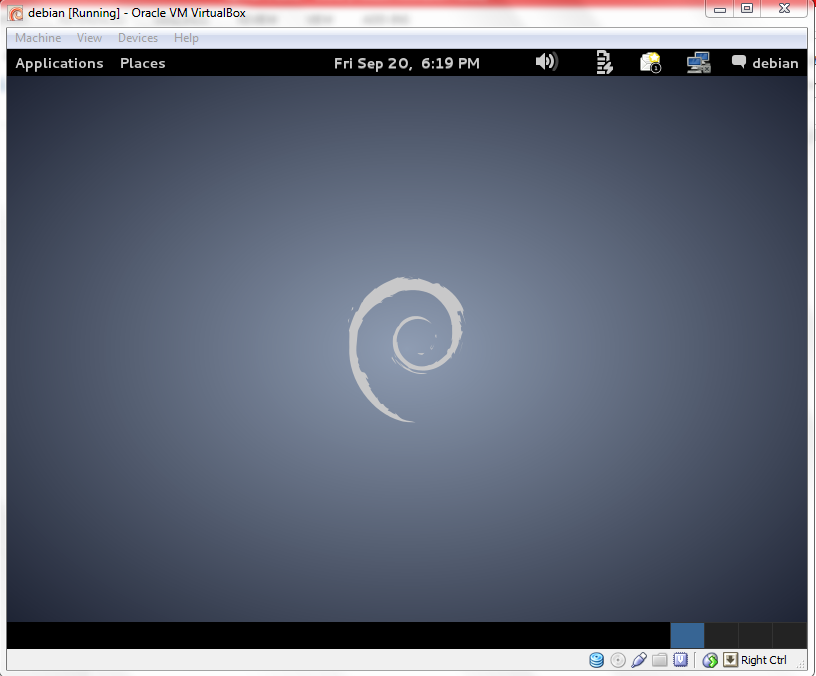 debian [Running] - Oracle VM VirtualBox
Machine View Devices Help
Applications Places Fri Sep 20, 6:19 PM debian
Right Ctrl